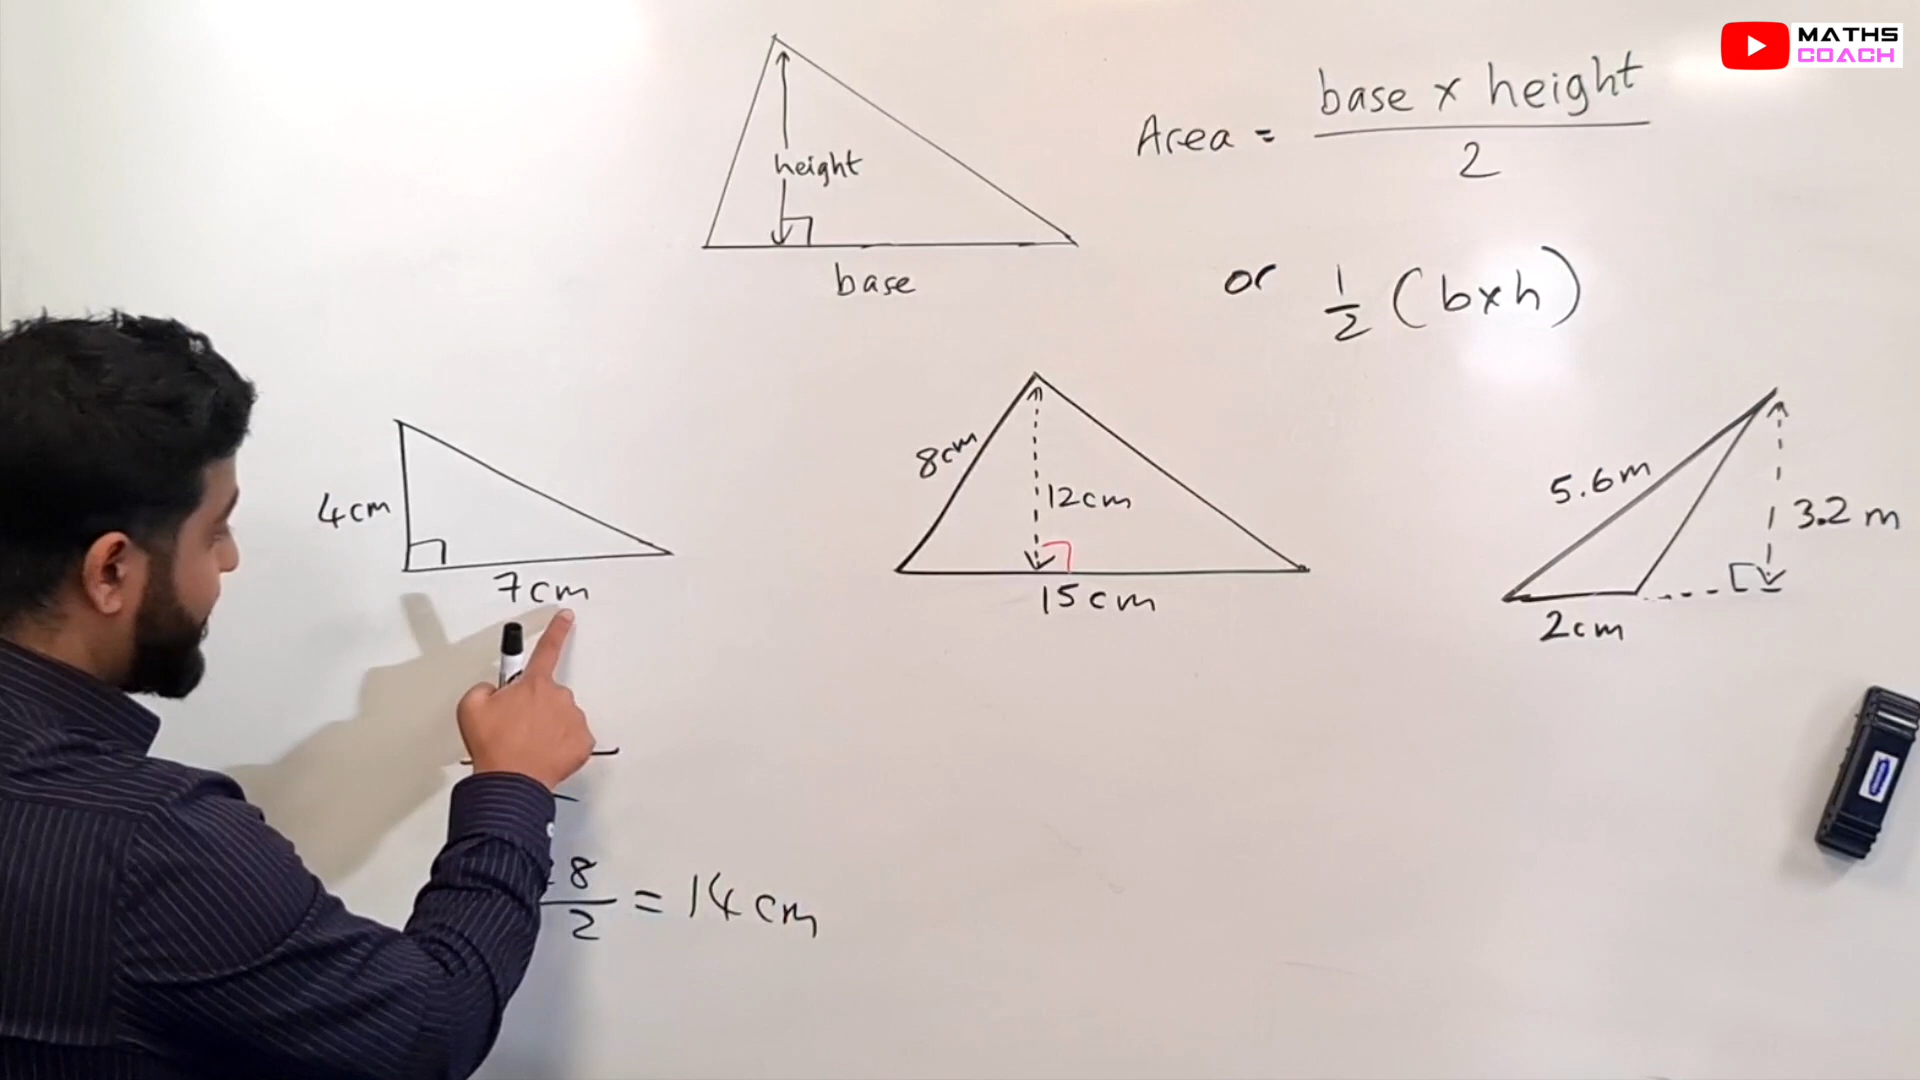 MATHS
COACH
height
base
Area = base x height
2
or 1/2 (bxh)
4cm
7cm
8cm
12cm
15cm
5.6m
3.2 m
2cm
8
2
= 14 cm